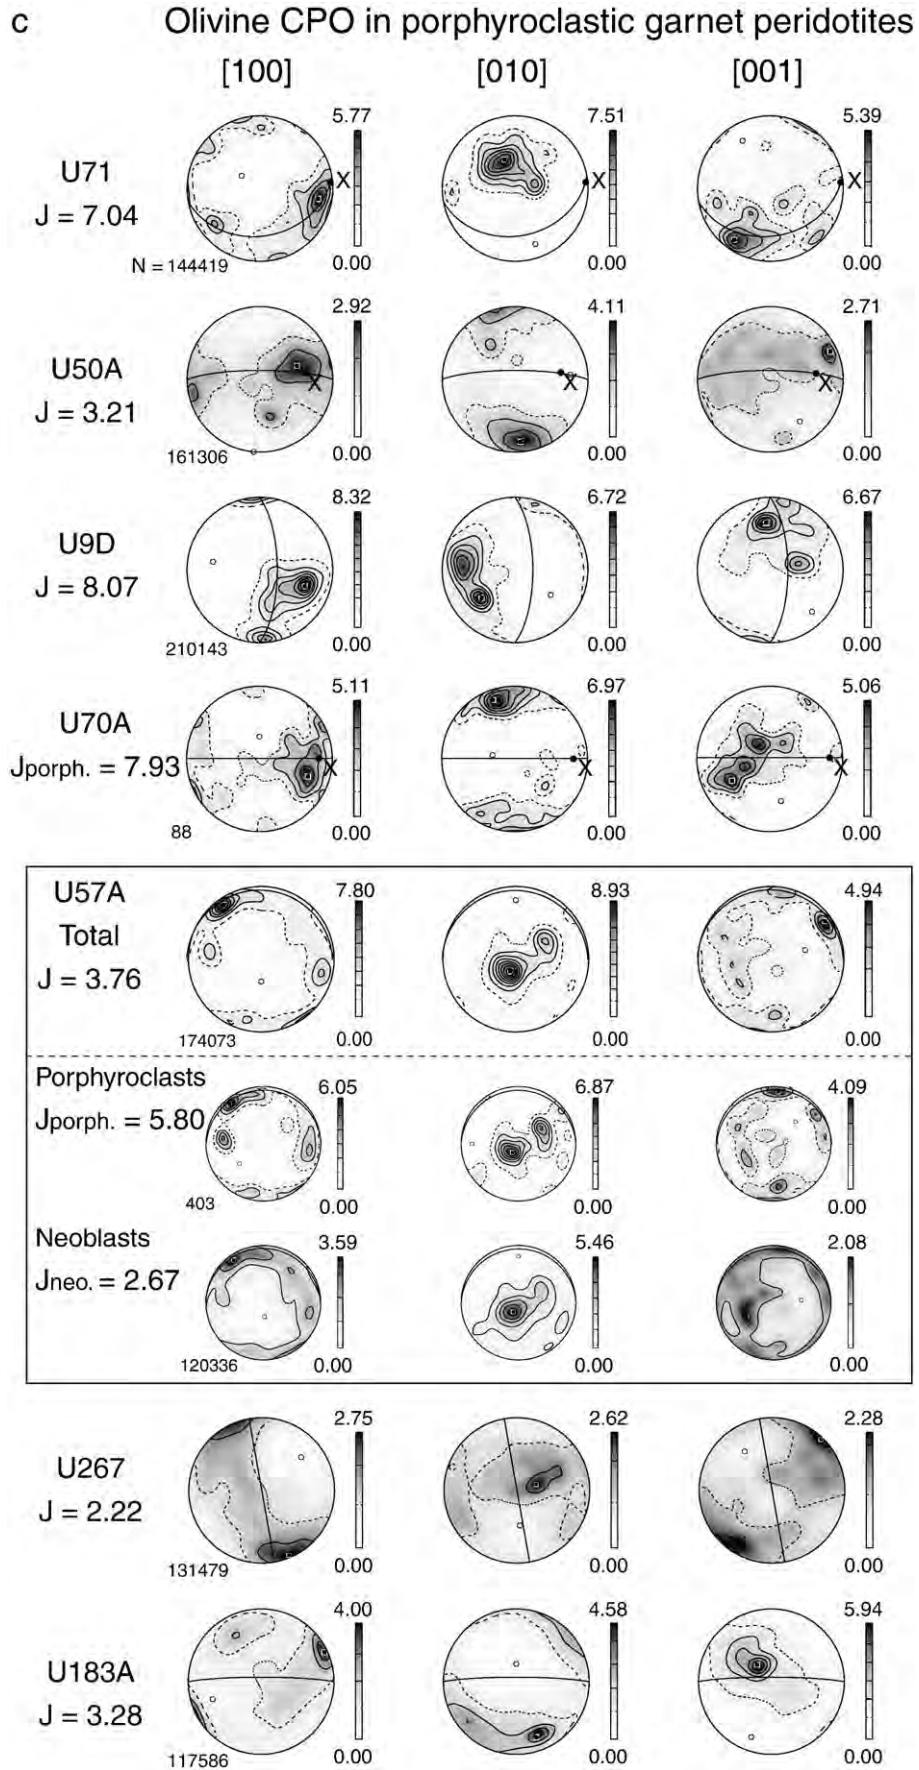 c Olivine CPO in porphyroclastic garnet peridotites
[100] [010] [001]
5.77 7.51 5.39
U71
J = 7.04
X X X
N = 144419 0.00 0.00 0.00
2.92 4.11 2.71
U50A
J = 3.21
X X X
161306 0.00 0.00 0.00
8.32 6.72 6.67
U9D
J = 8.07
210143 0.00 0.00 0.00
5.11 6.97 5.06
U70A
Jporph. = 7.93
X X X
88 0.00 0.00 0.00
U57A
7.80 8.93 4.94
Total
J = 3.76
174073 0.00 0.00 0.00
Porphyroclasts
6.05 6.87 4.09
Jporph. = 5.80
403 0.00 0.00 0.00
Neoblasts
3.59 5.46 2.08
Jneo. = 2.67
120336 0.00 0.00 0.00
2.75 2.62 2.28
U267
J = 2.22
131479 0.00 0.00 0.00
4.00 4.58 5.94
U183A
J = 3.28
117586 0.00 0.00 0.00